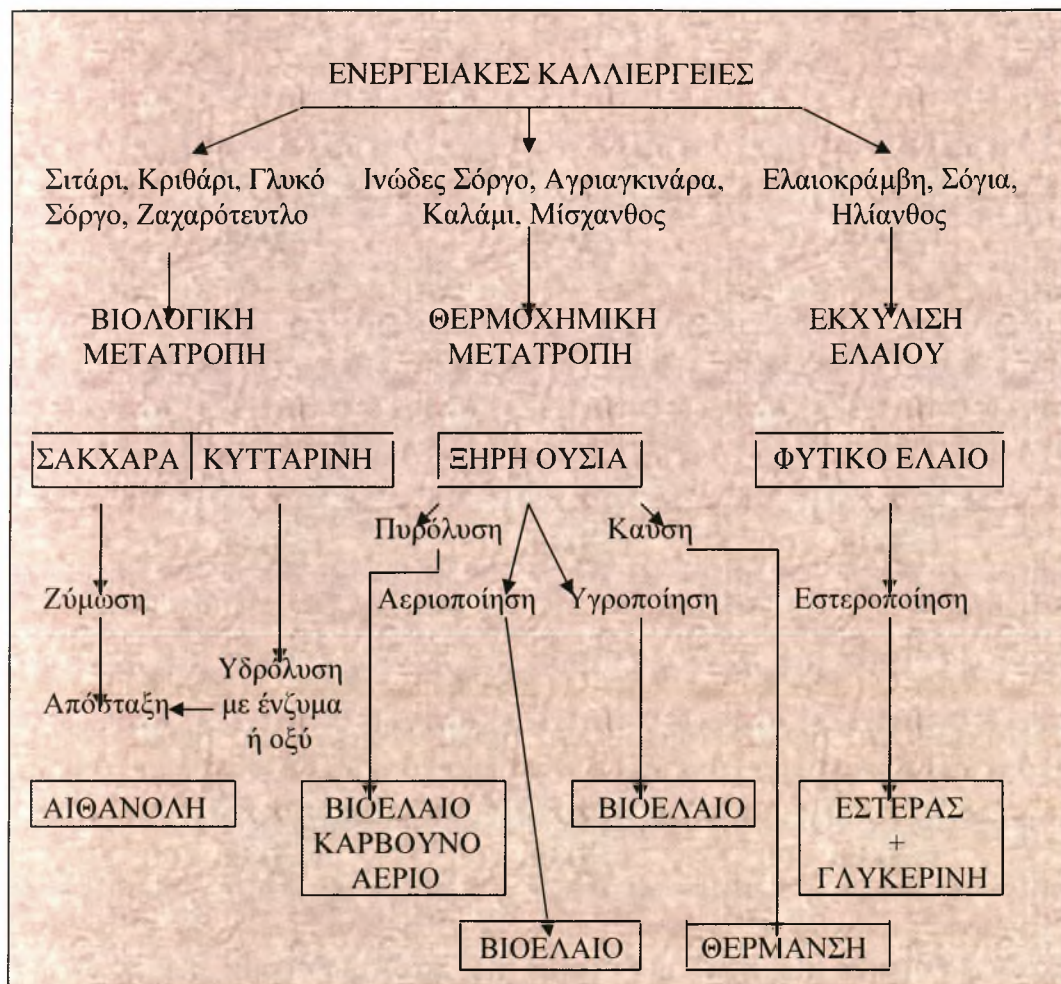 ΕΝΕΡΓΕΙΑΚΕΣ ΚΑΛΛΙΕΡΓΕΙΕΣ
Σιτάρι, Κριθάρι, Γλυκό
Σόργο, Ζαχαρότευτλο
Ινώδες Σόργο, Αγριαγκινάρα,
Καλάμι, Μίσχανθος
Ελαιοκράμβη, Σόγια,
Ηλίανθος
ΒΙΟΛΟΓΙΚΗ
ΜΕΤΑΤΡΟΠΗ
ΘΕΡΜΟΧΗΜΙΚΗ
ΜΕΤΑΤΡΟΠΗ
ΕΚΧΥΛΙΣΗ
ΕΛΑΙΟΥ
ΣΑΚΧΑΡΑ
ΚΥΤΤΑΡΙΝΗ
ΞΗΡΗ ΟΥΣΙΑ
ΦΥΤΙΚΟ ΕΛΑΙΟ
Πυρόλυση
Καύση
Ζύμωση
Αεριοποίηση
Υγροποίηση
Εστεροποίηση
Απόσταξη
Υδρόλυση
με ένζυμα
ή οξύ
ΑΙΘΑΝΟΛΗ
ΒΙΟΕΛΑΙΟ
ΚΑΡΒΟΥΝΟ
ΑΕΡΙΟ
ΒΙΟΕΛΑΙΟ
ΕΣΤΕΡΑΣ
+
ΓΛΥΚΕΡΙΝΗ
ΒΙΟΕΛΑΙΟ
ΘΕΡΜΑΝΣΗ